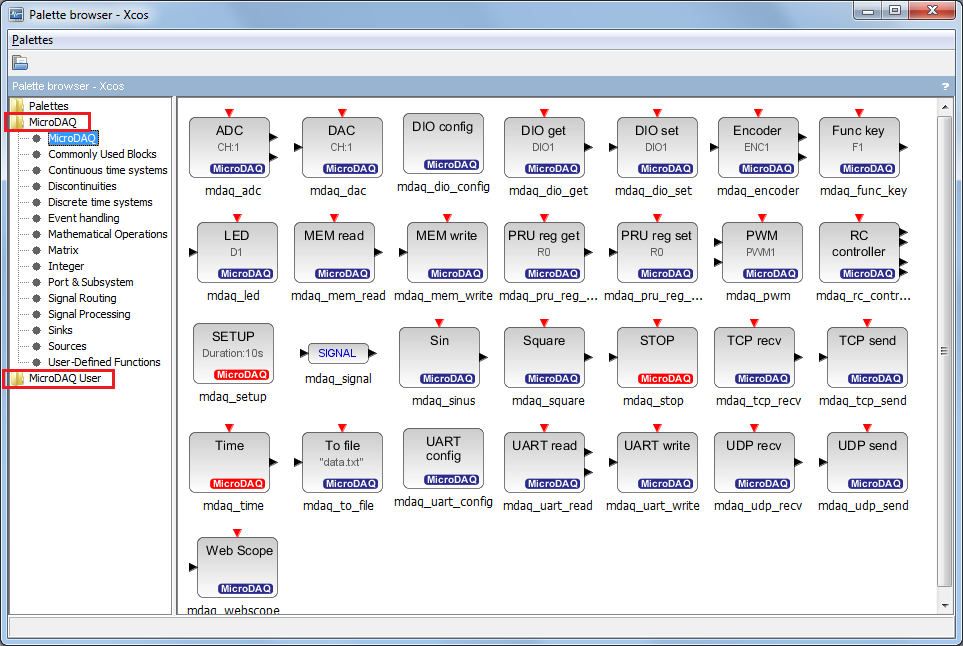 Palette browser - Xcos
Palettes
Palette browser - Xcos
?
Palettes
MicroDAQ
MicroDAQ
Commonly Used Blocks
Continuous time systems
Discontinuities
Discrete time systems
Event handling
Mathematical Operations
Matrix
Integer
Port & Subsystem
Signal Routing
Signal Processing
Sinks
Sources
User-Defined Functions
MicroDAQ User
ADC
CH:1
MicroDAQ
mdaq_adc
DAC
CH:1
MicroDAQ
mdaq_dac
DIO config
MicroDAQ
mdaq_dio_config
DIO get
DIO1
MicroDAQ
mdaq_dio_get
DIO set
DIO1
MicroDAQ
mdaq_dio_set
Encoder
ENC1
MicroDAQ
mdaq_encoder
Func key
F1
MicroDAQ
mdaq_func_key
LED
D1
MicroDAQ
mdaq_led
MEM read
MicroDAQ
mdaq_mem_read
MEM write
MicroDAQ
mdaq_mem_write
PRU reg get
R0
MicroDAQ
mdaq_pru_reg_...
PRU reg set
R0
MicroDAQ
mdaq_pru_reg_...
PWM
PWM1
MicroDAQ
mdaq_pwm
RC
controller
MicroDAQ
mdaq_rc_contr...
SETUP
Duration:10s
MicroDAQ
mdaq_setup
SIGNAL
mdaq_signal
Sin
MicroDAQ
mdaq_sinus
Square
MicroDAQ
mdaq_square
STOP
MicroDAQ
mdaq_stop
TCP recv
MicroDAQ
mdaq_tcp_recv
TCP send
MicroDAQ
mdaq_tcp_send
Time
MicroDAQ
mdaq_time
To file
"data.txt"
MicroDAQ
mdaq_to_file
UART
config
MicroDAQ
mdaq_uart_config
UART read
MicroDAQ
mdaq_uart_read
UART write
MicroDAQ
mdaq_uart_write
UDP recv
MicroDAQ
mdaq_udp_recv
UDP send
MicroDAQ
mdaq_udp_send
Web Scope
MicroDAQ
mdaq_webscope